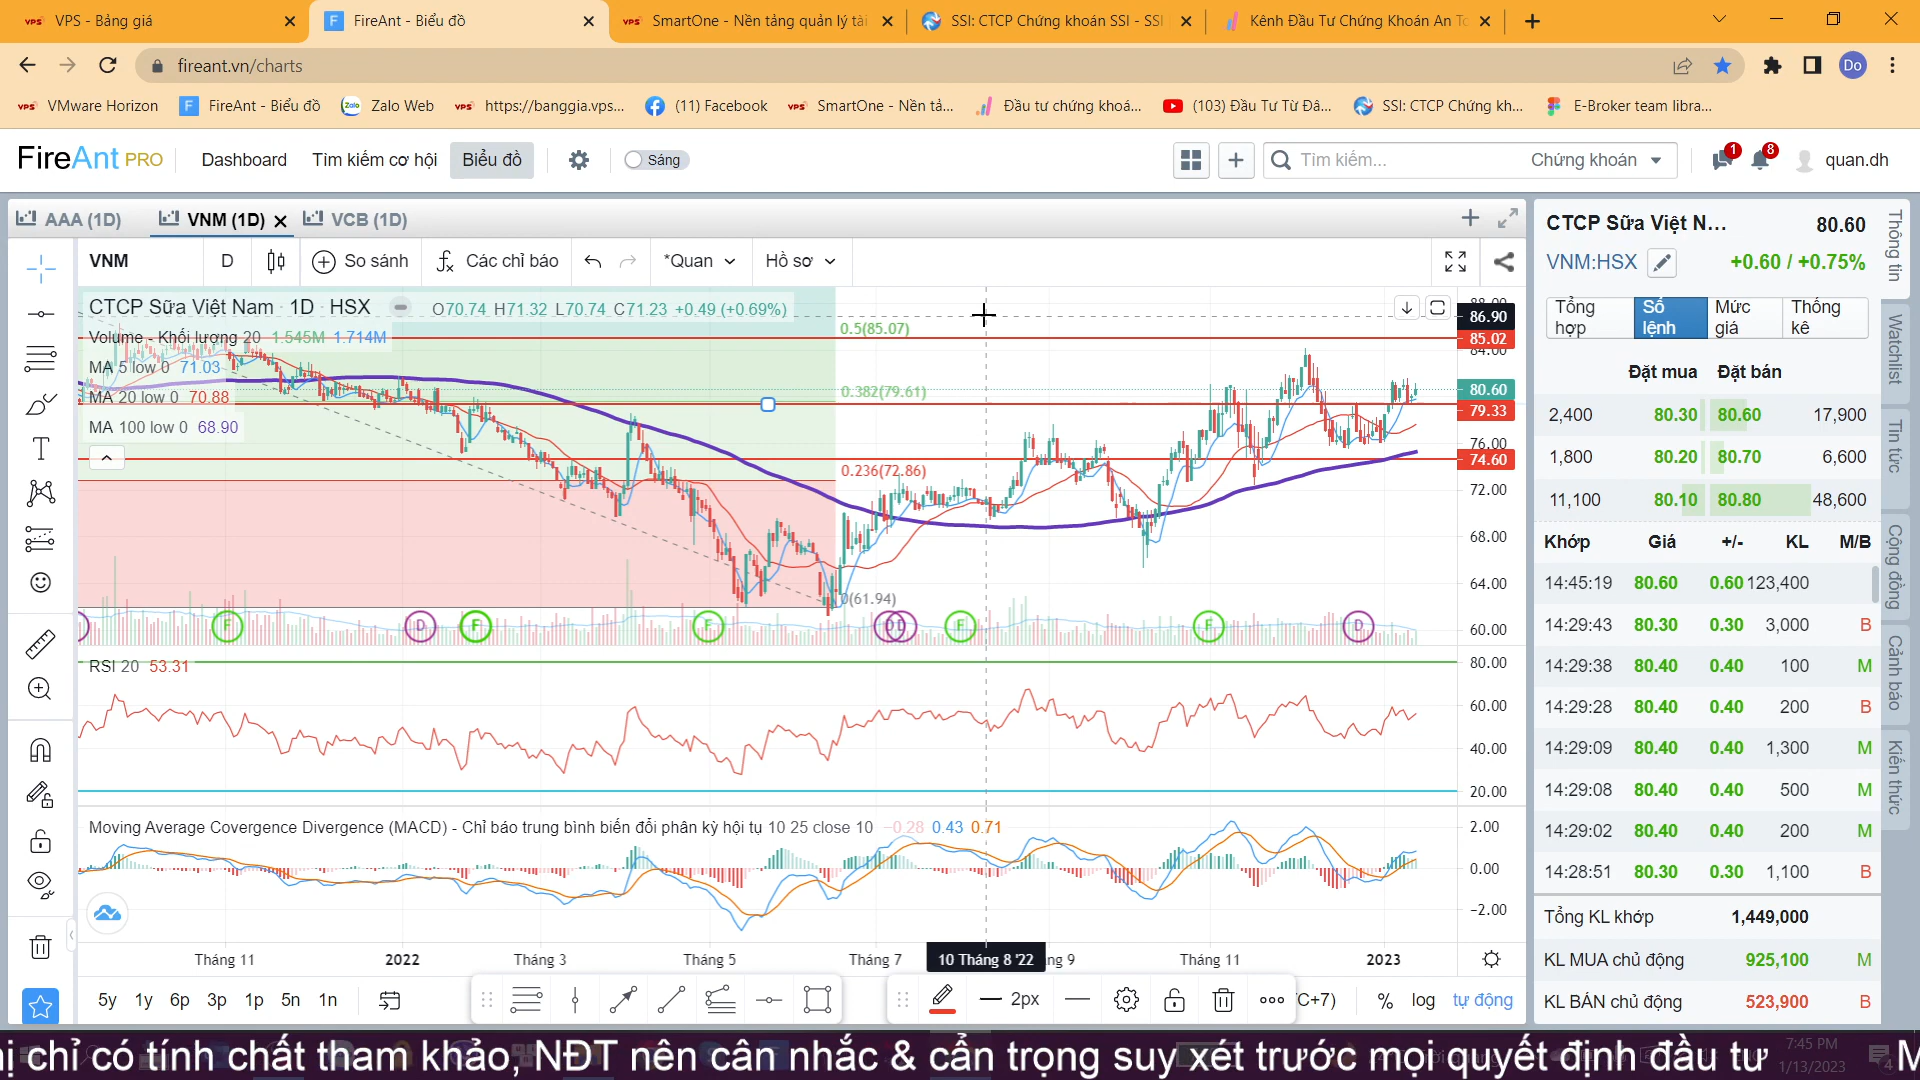 VPS - Bảng giá
FireAnt - Biểu đồ
SmartOne - Nền tảng quản lý tài
SSI: CTCP Chứng khoán SSI - SSI
Kênh Đầu Tư Chứng Khoán An To
fireant.vn/charts
Do
VMware Horizon
FireAnt - Biểu đồ
Zalo Web
https://banggia.vps...
(11) Facebook
SmartOne - Nền tả...
Đầu tư chứng khoá...
(103) Đầu Tư Từ Đâ...
SSI: CTCP Chứng kh...
E-Broker team libra...
FireAnt PRO
Dashboard
Tìm kiếm cơ hội
Biểu đồ
Sáng
Tìm kiếm...
Chứng khoán
1
8
quan.dh
AAA (1D)
VNM (1D)
VCB (1D)
VNM
D
So sánh
Các chỉ báo
*Quan
Hồ sơ
CTCP Sữa Việt Nam · 1D · HSX
O70.74 H71.32 L70.74 C71.23 +0.49 (+0.69%)
Volume - Khối lượng 20 1.545M 1.714M
MA 5 low 0 71.03
MA 20 low 0 70.88
MA 100 low 0 68.90
0.5(85.07)
0.382(79.61)
0.236(72.86)
0(61.94)
88.00
86.90
85.02
84.00
80.60
79.33
76.00
74.60
72.00
68.00
64.00
60.00
F
D
F
F
D
D
F
F
D
RSI 20 53.31
80.00
60.00
40.00
20.00
Moving Average Covergence Divergence (MACD) - Chỉ báo trung bình biến đổi phân kỳ hội tụ 10 25 close 10 −0.28 0.43 0.71
2.00
0.00
−2.00
Tháng 11
2022
Tháng 3
Tháng 5
Tháng 7
10 Tháng 8 '22
ng 9
Tháng 11
2023
5y
1y
6p
3p
1p
5n
1n
2px
C+7)
%
log
tự động
CTCP Sữa Việt N...
80.60
VNM:HSX
+0.60 / +0.75%
Tổng hợp
Sổ lệnh
Mức giá
Thống kê
Đặt mua Đặt bán
2,400 80.30 80.60 17,900
1,800 80.20 80.70 6,600
11,100 80.10 80.80 48,600
Khớp Giá +/- KL M/B
14:45:19 80.60 0.60 123,400
14:29:43 80.30 0.30 3,000 B
14:29:38 80.40 0.40 100 M
14:29:28 80.40 0.40 200 B
14:29:09 80.40 0.40 1,300 M
14:29:08 80.40 0.40 500 M
14:29:02 80.40 0.40 200 M
14:28:51 80.30 0.30 1,100 B
Tổng KL khớp 1,449,000
KL MUA chủ động 925,100 M
KL BÁN chủ động 523,900 B
Thông tin
Watchlist
Tin tức
Cộng đồng
Cảnh báo
Kiến thức
ị chỉ có tính chất tham khảo, NĐT nên cân nhắc & cẩn trọng suy xét trước mọi quyết định đầu tư
M
7:45 PM
1/13/2023